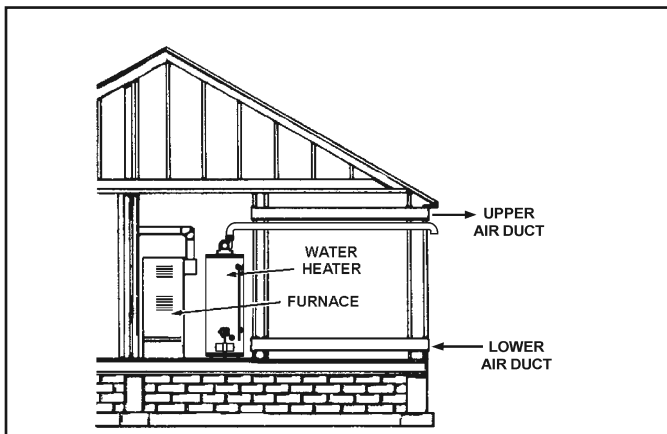 UPPER
AIR DUCT
WATER
HEATER
FURNACE
LOWER
AIR DUCT